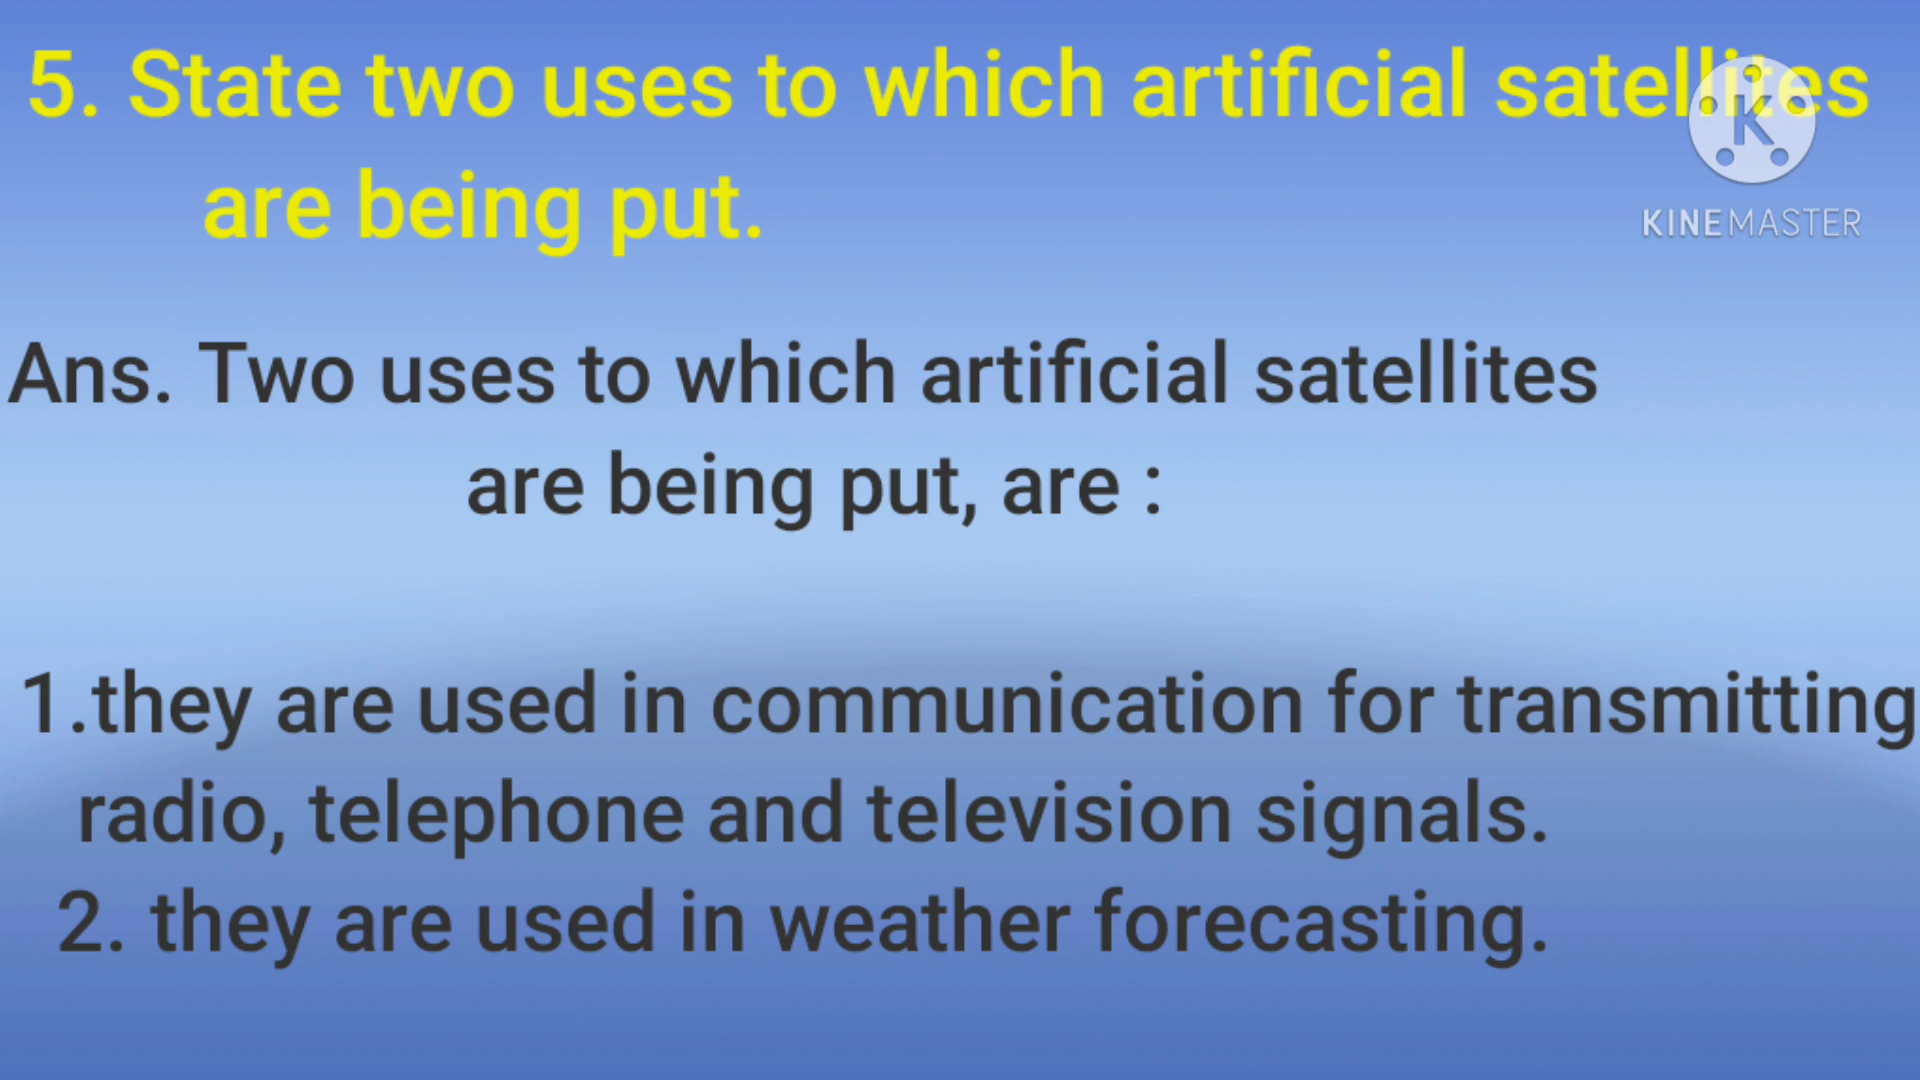 5. State two uses to which artificial satellites
are being put.
K
KINEMASTER
Ans. Two uses to which artificial satellites
are being put, are :
1.they are used in communication for transmitting
radio, telephone and television signals.
2. they are used in weather forecasting.